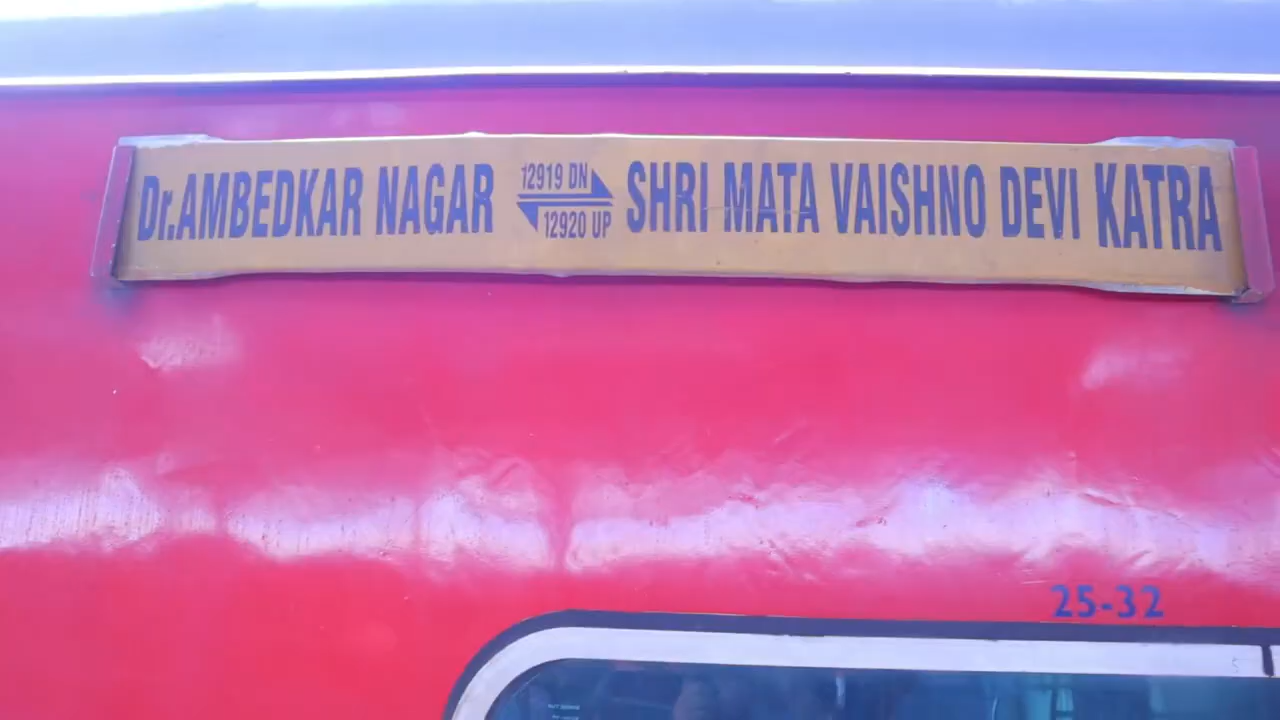 Dr.AMBEDKAR NAGAR 12919 DN SHRI MATA VAISHNO DEVI KATRA
12920 UP
25-32